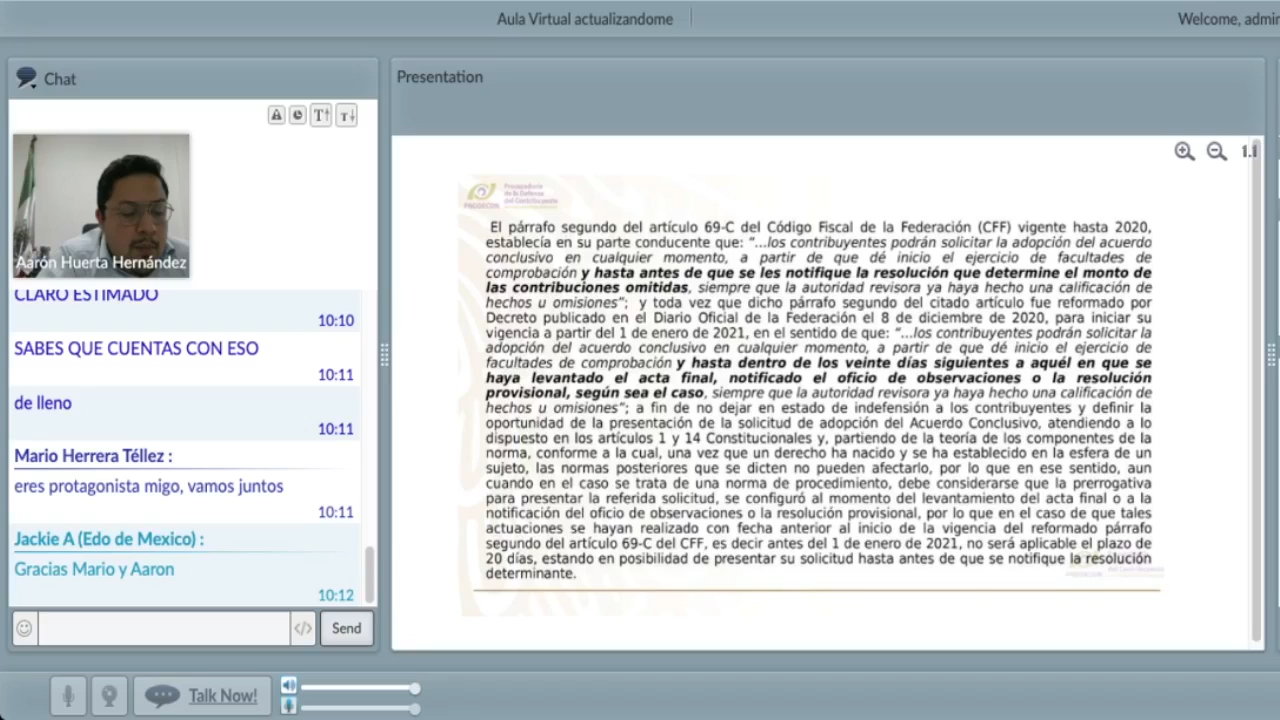 Aula Virtual actualizandome
Welcome, admin
Chat
Presentation
Aarón Huerta Hernández
CLARO ESTIMADO
10:10
SABES QUE CUENTAS CON ESO
10:11
de lleno
10:11
Mario Herrera Téllez :
eres protagonista migo, vamos juntos
10:11
Jackie A (Edo de Mexico) :
Gracias Mario y Aaron
10:12
Send
Talk Now!
1:1
PRODECON
Procuraduría
de la Defensa
del Contribuyente
El párrafo segundo del artículo 69-C del Código Fiscal de la Federación (CFF) vigente hasta 2020,
establecía en su parte conducente que: “...los contribuyentes podrán solicitar la adopción del acuerdo
conclusivo en cualquier momento, a partir de que dé inicio el ejercicio de facultades de
comprobación y hasta antes de que se les notifique la resolución que determine el monto de
las contribuciones omitidas, siempre que la autoridad revisora ya haya hecho una calificación de
hechos u omisiones”; y toda vez que dicho párrafo segundo del citado artículo fue reformado por
Decreto publicado en el Diario Oficial de la Federación el 8 de diciembre de 2020, para iniciar su
vigencia a partir del 1 de enero de 2021, en el sentido de que: “...los contribuyentes podrán solicitar la
adopción del acuerdo conclusivo en cualquier momento, a partir de que dé inicio el ejercicio de
facultades de comprobación y hasta dentro de los veinte días siguientes a aquél en que se
haya levantado el acta final, notificado el oficio de observaciones o la resolución
provisional, según sea el caso, siempre que la autoridad revisora ya haya hecho una calificación de
hechos u omisiones”; a fin de no dejar en estado de indefensión a los contribuyentes y definir la
oportunidad de la presentación de la solicitud de adopción del Acuerdo Conclusivo, atendiendo a lo
dispuesto en los artículos 1 y 14 Constitucionales y, partiendo de la teoría de los componentes de la
norma, conforme a la cual, una vez que un derecho ha nacido y se ha establecido en la esfera de un
sujeto, las normas posteriores que se dicten no pueden afectarlo, por lo que en ese sentido, aun
cuando en el caso se trata de una norma de procedimiento, debe considerarse que la prerrogativa
para presentar la referida solicitud, se configuró al momento del levantamiento del acta final o a la
notificación del oficio de observaciones o la resolución provisional, por lo que en el caso de que tales
actuaciones se hayan realizado con fecha anterior al inicio de la vigencia del reformado párrafo
segundo del artículo 69-C del CFF, es decir antes del 1 de enero de 2021, no será aplicable el plazo de
20 días, estando en posibilidad de presentar su solicitud hasta antes de que se notifique la resolución
determinante.